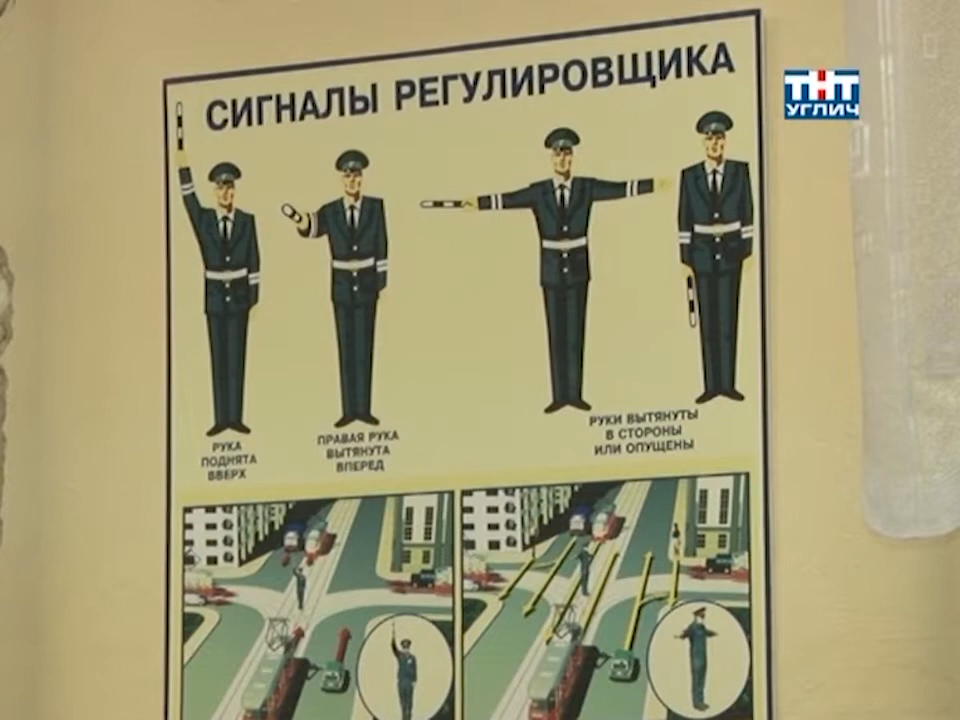 СИГНАЛЫ РЕГУЛИРОВЩИКА
ТНТ
УГЛИЧ
РУКА
ПОДНЯТА
ВВЕРХ
ПРАВАЯ РУКА
ВЫТЯНУТА
ВПЕРЕД
РУКИ ВЫТЯНУТЫ
В СТОРОНЫ
ИЛИ ОПУЩЕНЫ